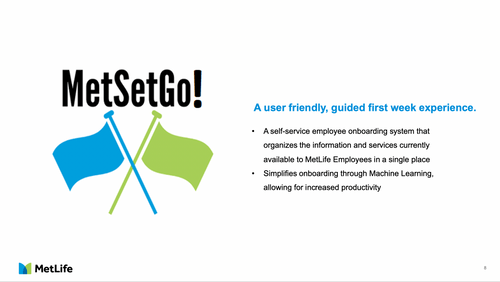 MetSetGo!
A user friendly, guided first week experience.
• A self-service employee onboarding system that
organizes the information and services currently
available to MetLife Employees in a single place
• Simplifies onboarding through Machine Learning,
allowing for increased productivity
MetLife